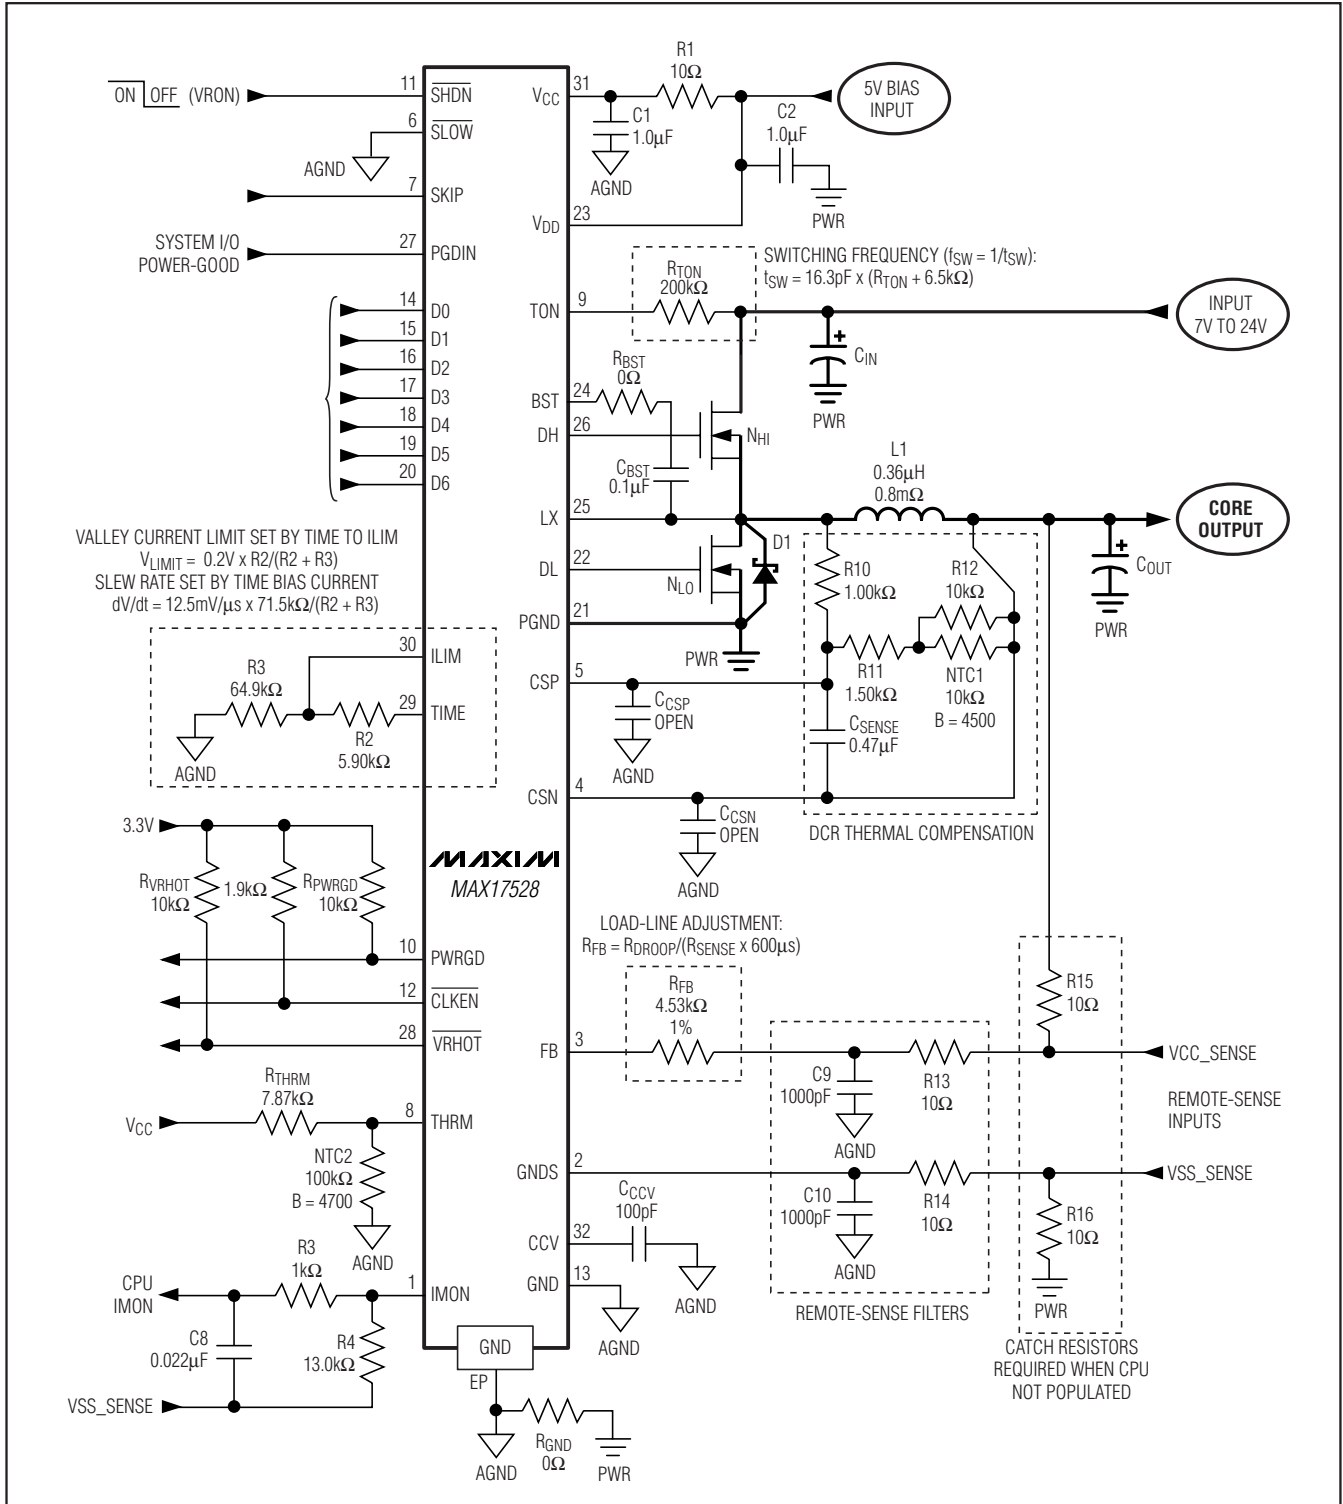 ON OFF (VRON)
11
SHDN
6
SLOW
AGND
7
SKIP
SYSTEM I/O
POWER-GOOD
27
PGDIN
14
D0
15
D1
16
D2
17
D3
18
D4
19
D5
20
D6
VALLEY CURRENT LIMIT SET BY TIME TO ILIM
VLIMIT = 0.2V x R2/(R2 + R3)
SLEW RATE SET BY TIME BIAS CURRENT
dV/dt = 12.5mV/µs x 71.5kΩ/(R2 + R3)
30
ILIM
R3
64.9kΩ
29
TIME
R2
5.90kΩ
AGND
3.3V
RVRHOT
10kΩ
1.9kΩ
RPWRGD
10kΩ
10
PWRGD
12
CLKEN
28
VRHOT
RTHRM
7.87kΩ
VCC
8
THRM
NTC2
100kΩ
B = 4700
AGND
CPU
IMON
R3
1kΩ
1
IMON
C8
0.022µF
R4
13.0kΩ
VSS_SENSE
MAXIM
MAX17528
GND
EP
AGND
RGND
0Ω
PWR
VCC
31
R1
10Ω
5V BIAS
INPUT
C1
1.0µF
AGND
C2
1.0µF
PWR
VDD
23
SWITCHING FREQUENCY (fSW = 1/tSW):
tSW = 16.3pF x (RTON + 6.5kΩ)
RTON
200kΩ
TON
9
INPUT
7V TO 24V
CIN
PWR
RBST
0Ω
BST
24
DH
26
NHI
CBST
0.1µF
LX
25
L1
0.36µH
0.8mΩ
CORE
OUTPUT
COUT
PWR
DL
22
NLO
D1
PGND
21
PWR
R10
1.00kΩ
R12
10kΩ
R11
1.50kΩ
NTC1
10kΩ
B = 4500
CSP
5
CCSP
OPEN
AGND
CSENSE
0.47µF
CSN
4
CCSN
OPEN
AGND
DCR THERMAL COMPENSATION
LOAD-LINE ADJUSTMENT:
RFB = RDROOP/(RSENSE x 600µs)
RFB
4.53kΩ
1%
FB
3
C9
1000pF
AGND
R13
10Ω
R15
10Ω
VCC_SENSE
REMOTE-SENSE
INPUTS
GNDS
2
C10
1000pF
AGND
R14
10Ω
VSS_SENSE
R16
10Ω
PWR
CCCV
100pF
CCV
32
AGND
GND
13
AGND
REMOTE-SENSE FILTERS
CATCH RESISTORS
REQUIRED WHEN CPU
NOT POPULATED